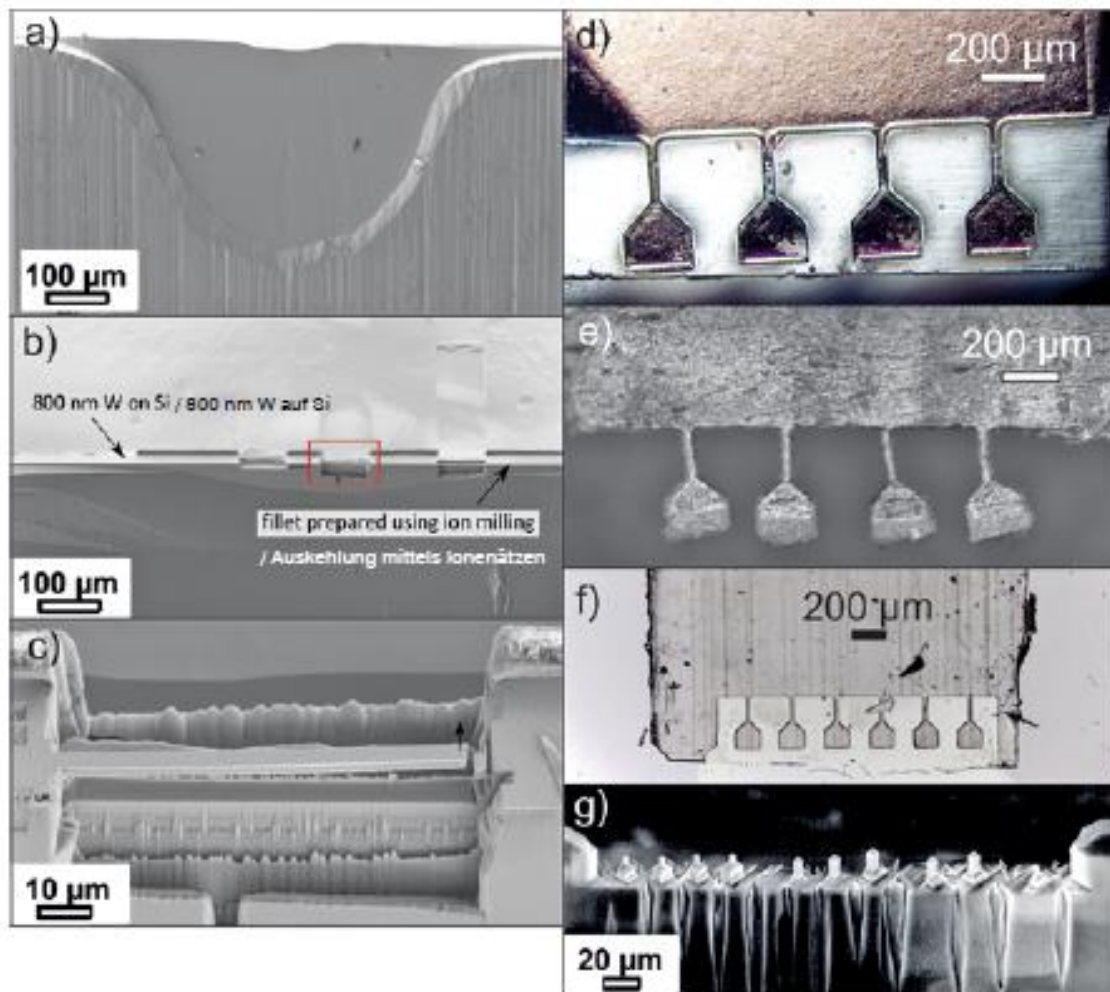 a)
100 µm
b)
800 nm W on Si / 800 nm W auf Si
fillet prepared using ion milling
/ Auskehlung mittels Ionenätzen
100 µm
c)
10 µm
d)
200 µm
e)
200 µm
f)
200 µm
g)
20 µm